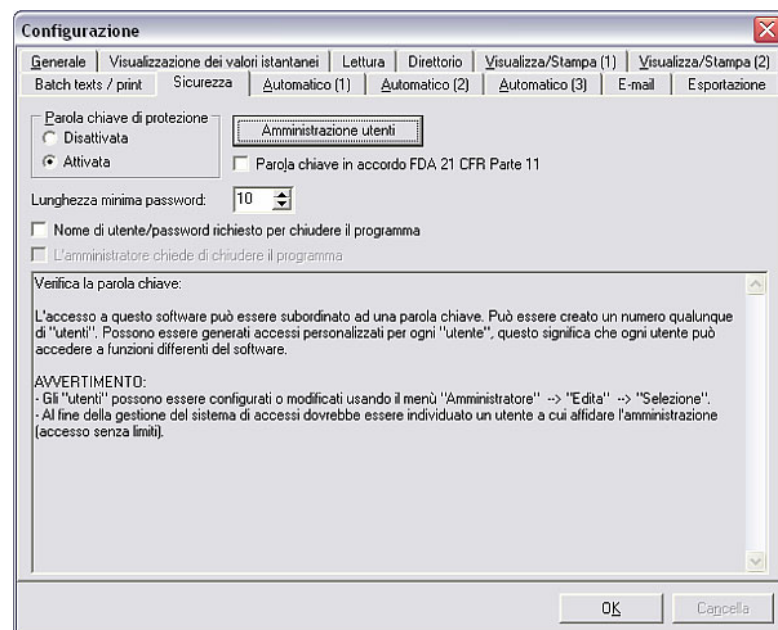 Configurazione
Generale
Visualizzazione dei valori istantanei
Lettura
Direttorio
Visualizza/Stampa (1)
Visualizza/Stampa (2)
Batch texts / print
Sicurezza
Automatico (1)
Automatico (2)
Automatico (3)
E-mail
Esportazione
Parola chiave di protezione
Disattivata
Attivata
Amministrazione utenti
Parola chiave in accordo FDA 21 CFR Parte 11
Lunghezza minima password: 10
Nome di utente/password richiesto per chiudere il programma
L'amministratore chiede di chiudere il programma
Verifica la parola chiave:
L'accesso a questo software può essere subordinato ad una parola chiave. Può essere creato un numero qualunque
di "utenti". Possono essere generati accessi personalizzati per ogni "utente", questo significa che ogni utente può
accedere a funzioni differenti del software.
AVVERTIMENTO:
- Gli "utenti" possono essere configurati o modificati usando il menù "Amministratore" --> "Edita" --> "Selezione".
- Al fine della gestione del sistema di accessi dovrebbe essere individuato un utente a cui affidare l'amministrazione
(accesso senza limiti).
OK
Cancella